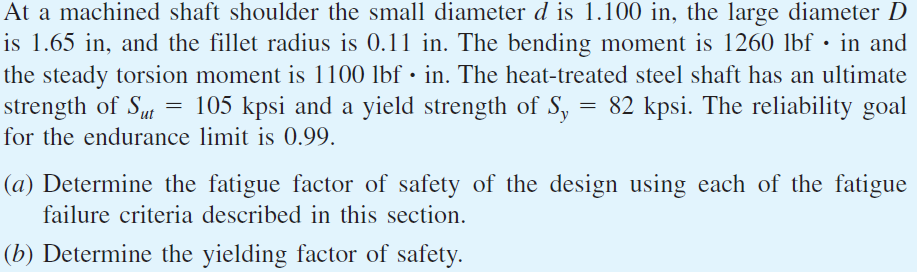 At a machined shaft shoulder the small diameter d is 1.100 in, the large diameter D
is 1.65 in, and the fillet radius is 0.11 in. The bending moment is 1260 lbf · in and
the steady torsion moment is 1100 lbf · in. The heat-treated steel shaft has an ultimate
strength of Sut = 105 kpsi and a yield strength of Sy = 82 kpsi. The reliability goal
for the endurance limit is 0.99.
(a) Determine the fatigue factor of safety of the design using each of the fatigue
failure criteria described in this section.
(b) Determine the yielding factor of safety.